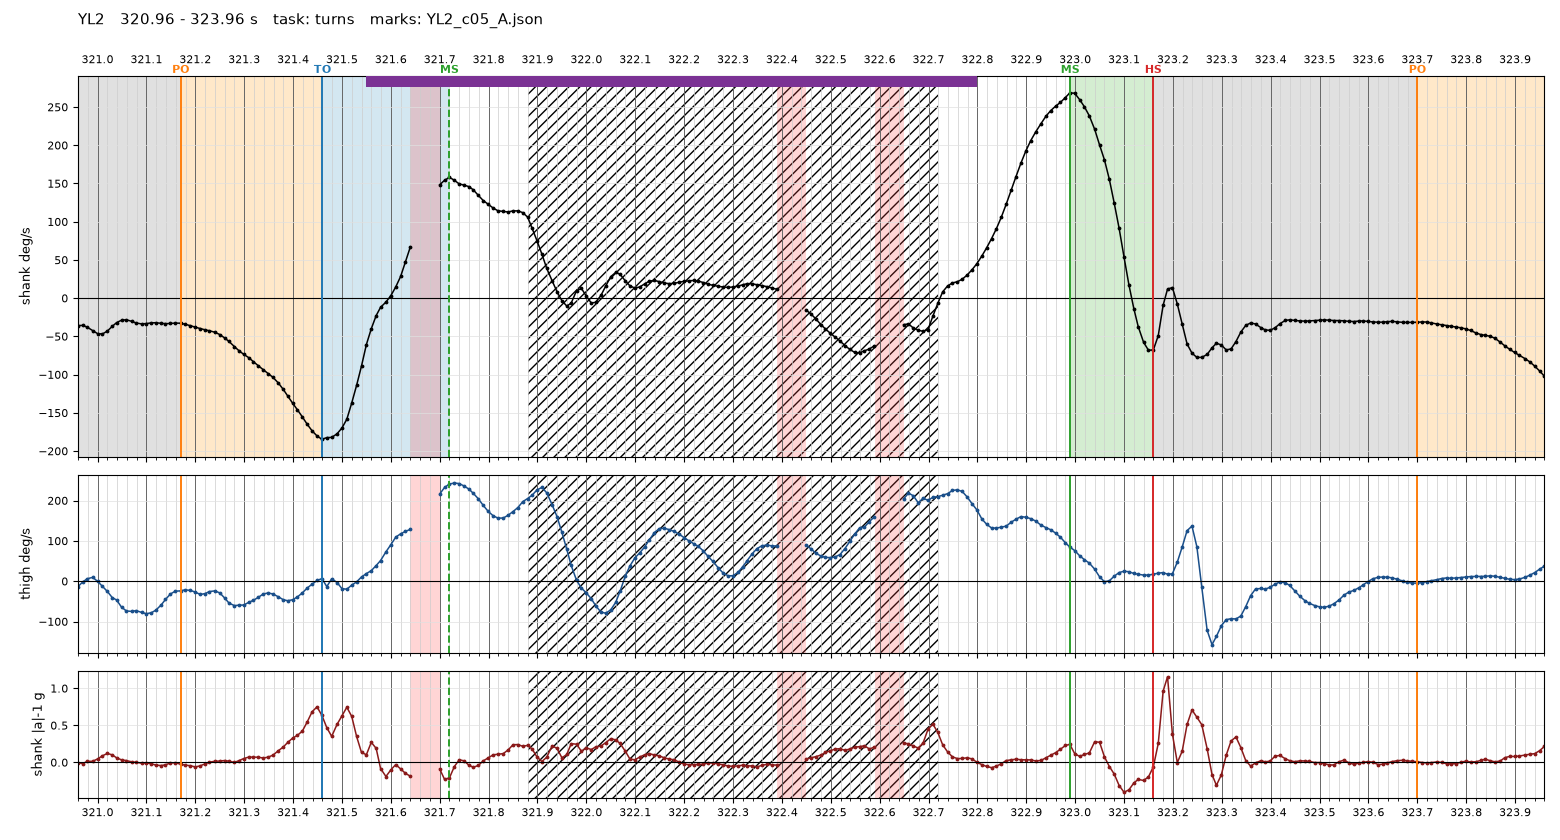 YL2   320.96 - 323.96 s   task: turns   marks: YL2_c05_A.json
321.0 321.1 321.2 321.3 321.4 321.5 321.6 321.7 321.8 321.9 322.0 322.1 322.2 322.3 322.4 322.5 322.6 322.7 322.8 322.9 323.0 323.1 323.2 323.3 323.4 323.5 323.6 323.7 323.8 323.9
PO TO MS MS HS PO
shank deg/s
250
200
150
100
50
0
−50
−100
−150
−200
thigh deg/s
200
100
0
−100
shank |a|-1 g
1.0
0.5
0.0
321.0 321.1 321.2 321.3 321.4 321.5 321.6 321.7 321.8 321.9 322.0 322.1 322.2 322.3 322.4 322.5 322.6 322.7 322.8 322.9 323.0 323.1 323.2 323.3 323.4 323.5 323.6 323.7 323.8 323.9